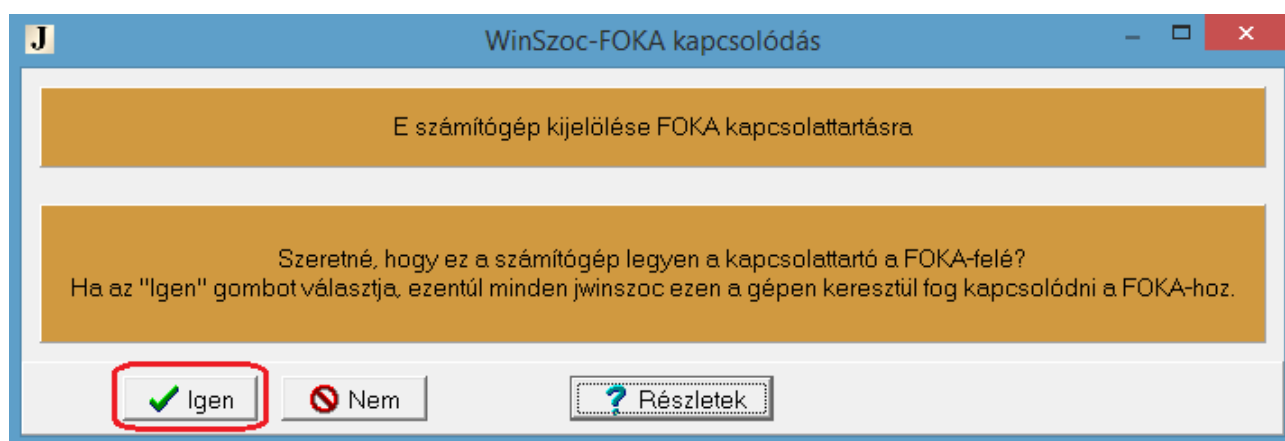 J
WinSzoc-FOKA kapcsolódás
E számítógép kijelölése FOKA kapcsolattartásra
Szeretné, hogy ez a számítógép legyen a kapcsolattartó a FOKA-felé?
Ha az "Igen" gombot választja, ezentúl minden jwinszoc ezen a gépen keresztül fog kapcsolódni a FOKA-hoz.
Igen
Nem
? Részletek